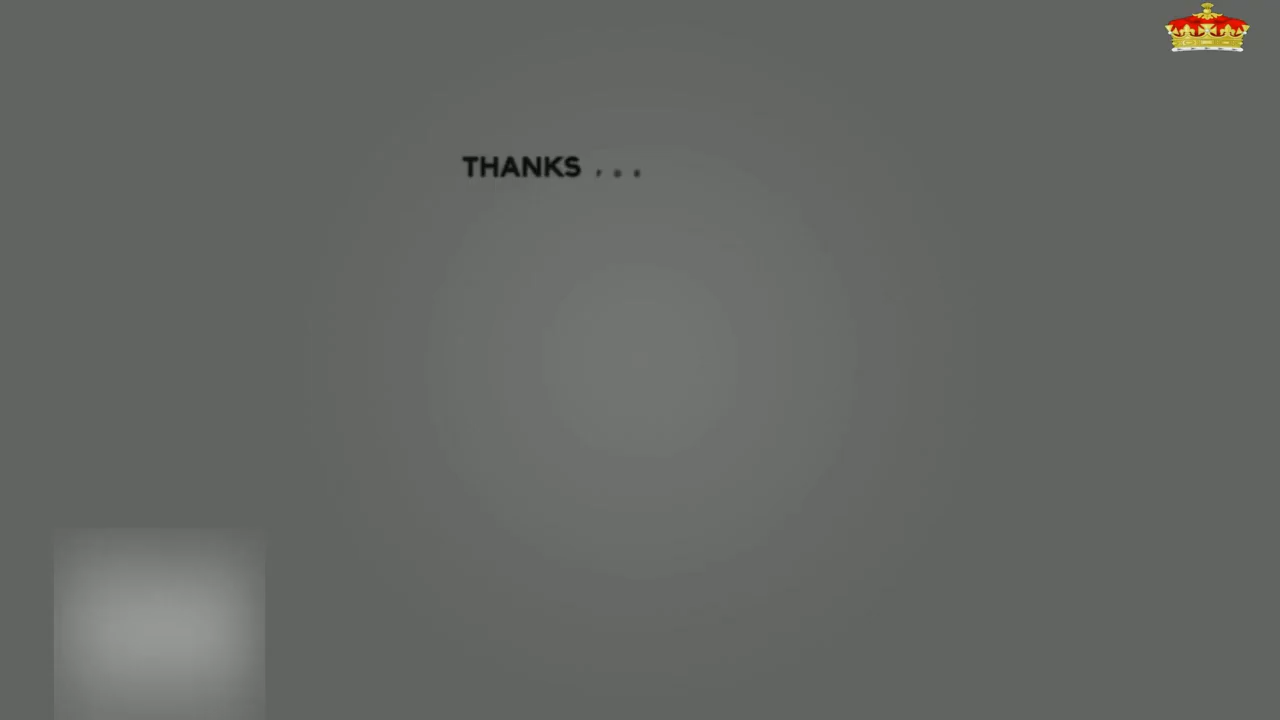 THANKS . . .